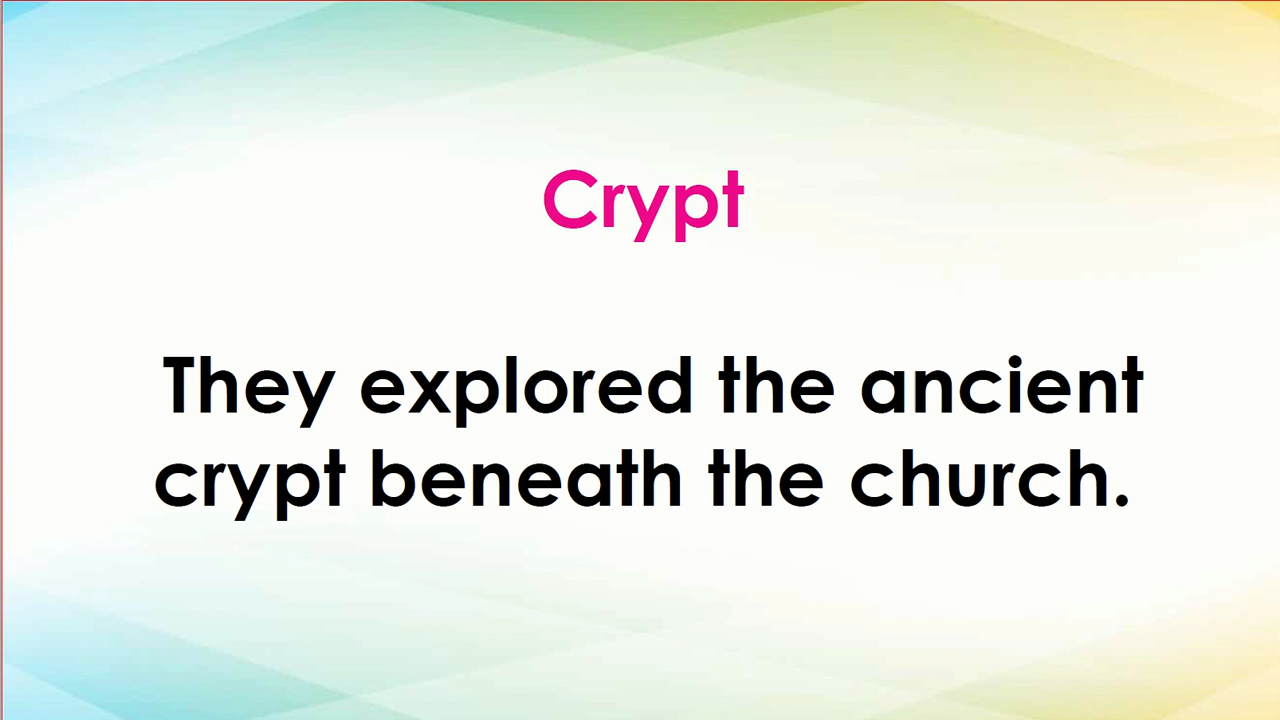 Crypt
They explored the ancient
crypt beneath the church.